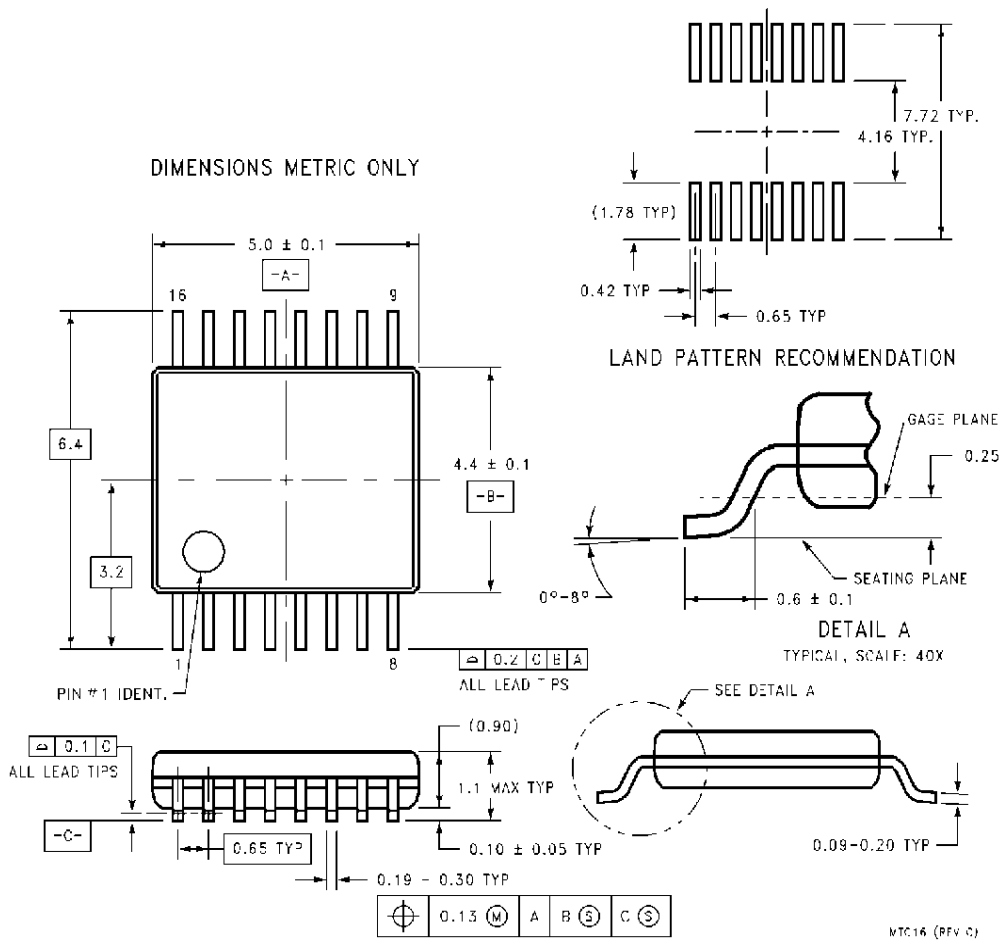 7.72 TYP.
4.16 TYP.
(1.78 TYP)
0.42 TYP
0.65 TYP
LAND PATTERN RECOMMENDATION
DIMENSIONS METRIC ONLY
5.0 ± 0.1
-A-
16
9
6.4
4.4 ± 0.1
-B-
3.2
1
8
PIN #1 IDENT.
⌓ 0.2 C B A
ALL LEAD TIPS
GAGE PLANE
0.25
SEATING PLANE
0°-8°
0.6 ± 0.1
DETAIL A
TYPICAL, SCALE: 40X
SEE DETAIL A
0.09-0.20 TYP
⌓ 0.1 C
ALL LEAD TIPS
(0.90)
1.1 MAX TYP
-C-
0.65 TYP
0.10 ± 0.05 TYP
0.19 - 0.30 TYP
⌖ 0.13 Ⓜ A B Ⓢ C Ⓢ
MTC16 (REV C)